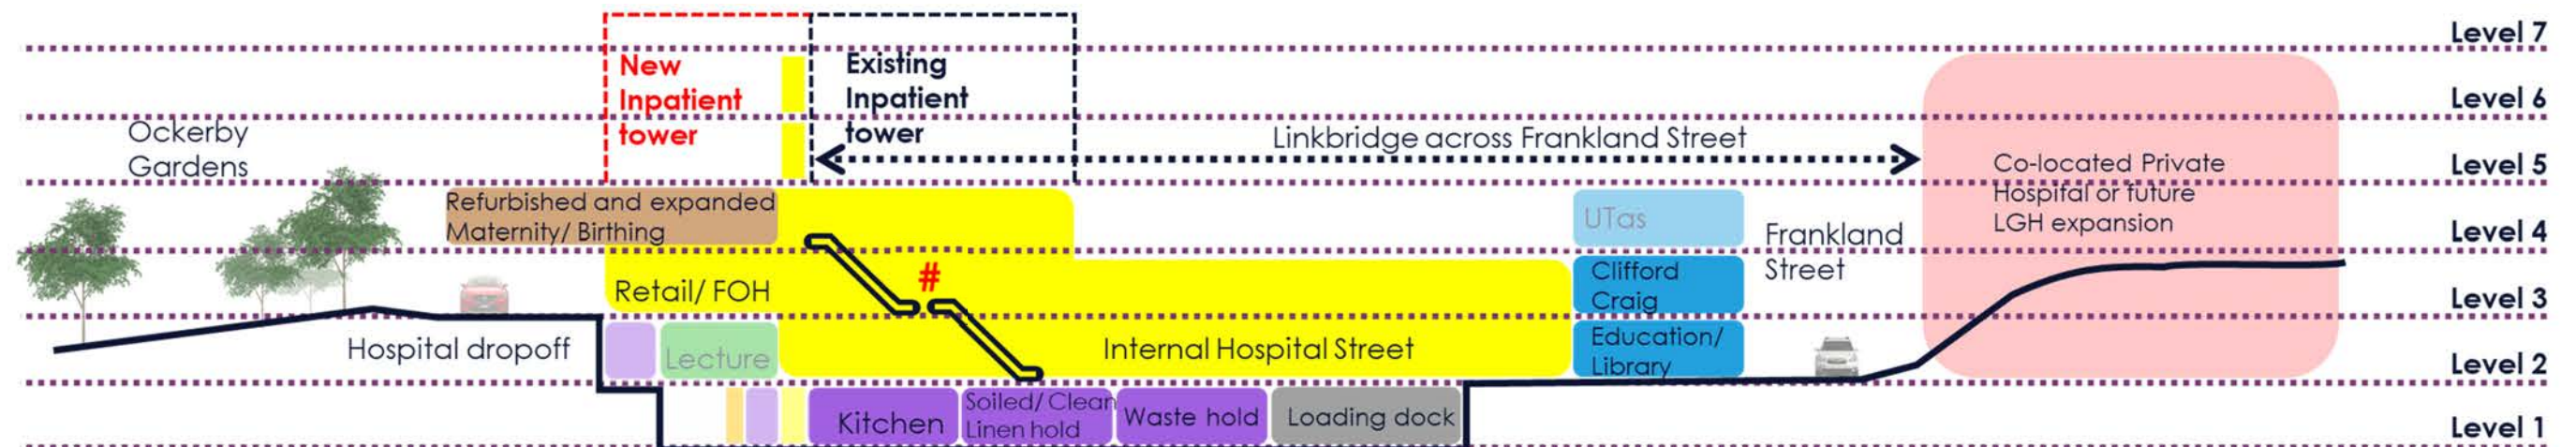 Level 7
New
Inpatient
tower
Existing
Inpatient
tower
Level 6
Ockerby
Gardens
Linkbridge across Frankland Street
Level 5
Co-located Private
Hospital or future
LGH expansion
Refurbished and expanded
Maternity/ Birthing
UTas
Frankland
Street
Level 4
Retail/ FOH
#
Clifford
Craig
Level 3
Hospital dropoff
Lecture
Internal Hospital Street
Education/
Library
Level 2
Kitchen
Soiled/ Clean
Linen hold
Waste hold
Loading dock
Level 1